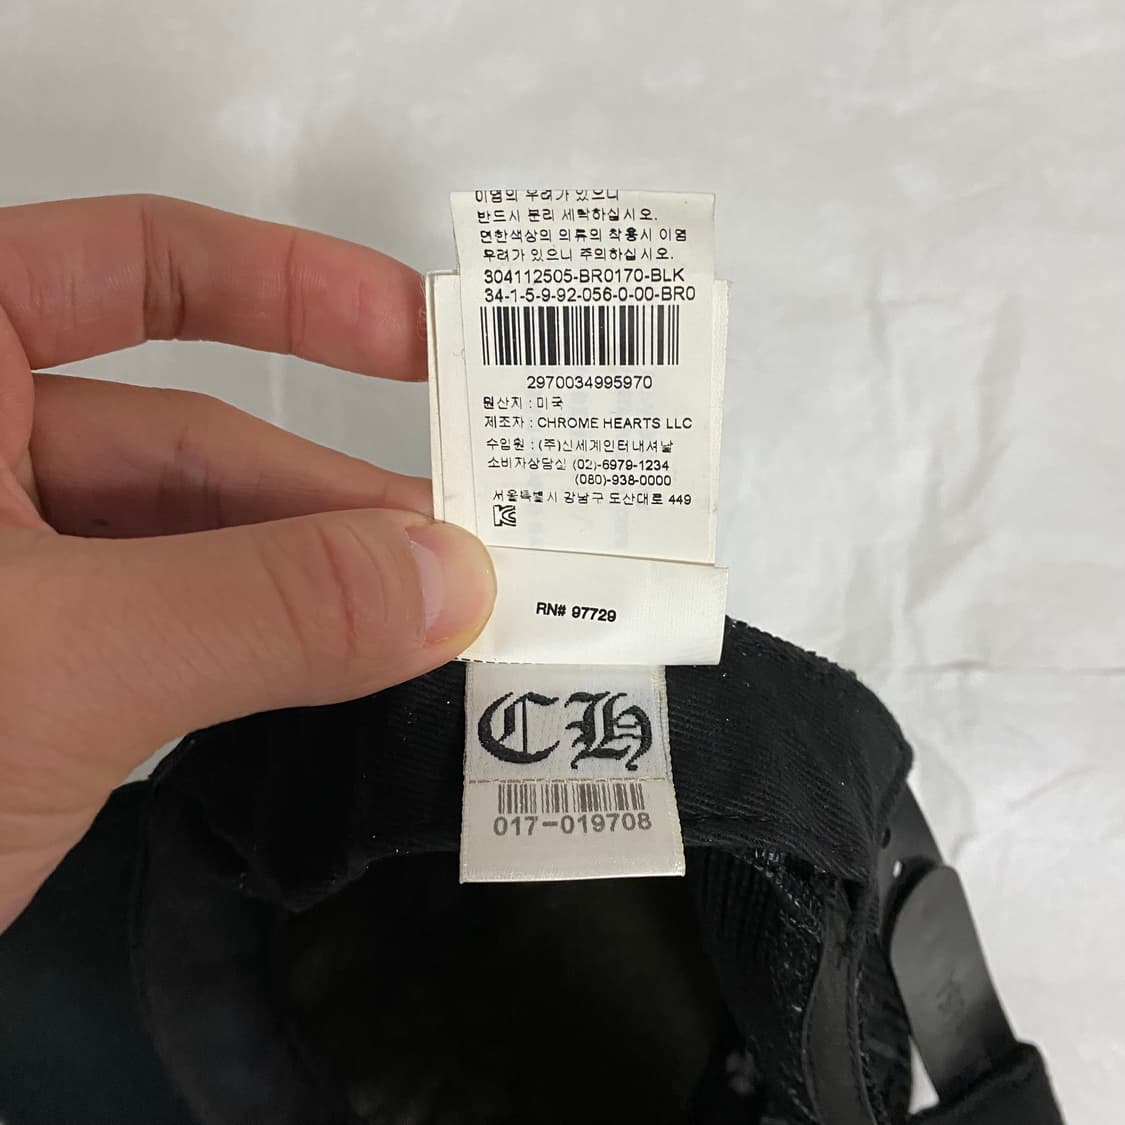 이염의 우려가 있으니
반드시 분리 세탁하십시오.
연한색상의 의류의 착용시 이염
우려가 있으니 주의하십시오.
304112505-BR0170-BLK
34-1-5-9-92-056-0-00-BR0
2970034995970
원산지 : 미국
제조자 : CHROME HEARTS LLC
수입원 : (주)신세계인터내셔날
소비자상담실 (02)-6979-1234
(080)-938-0000
서울특별시 강남구 도산대로 449
RN# 97729
CH
017-019708